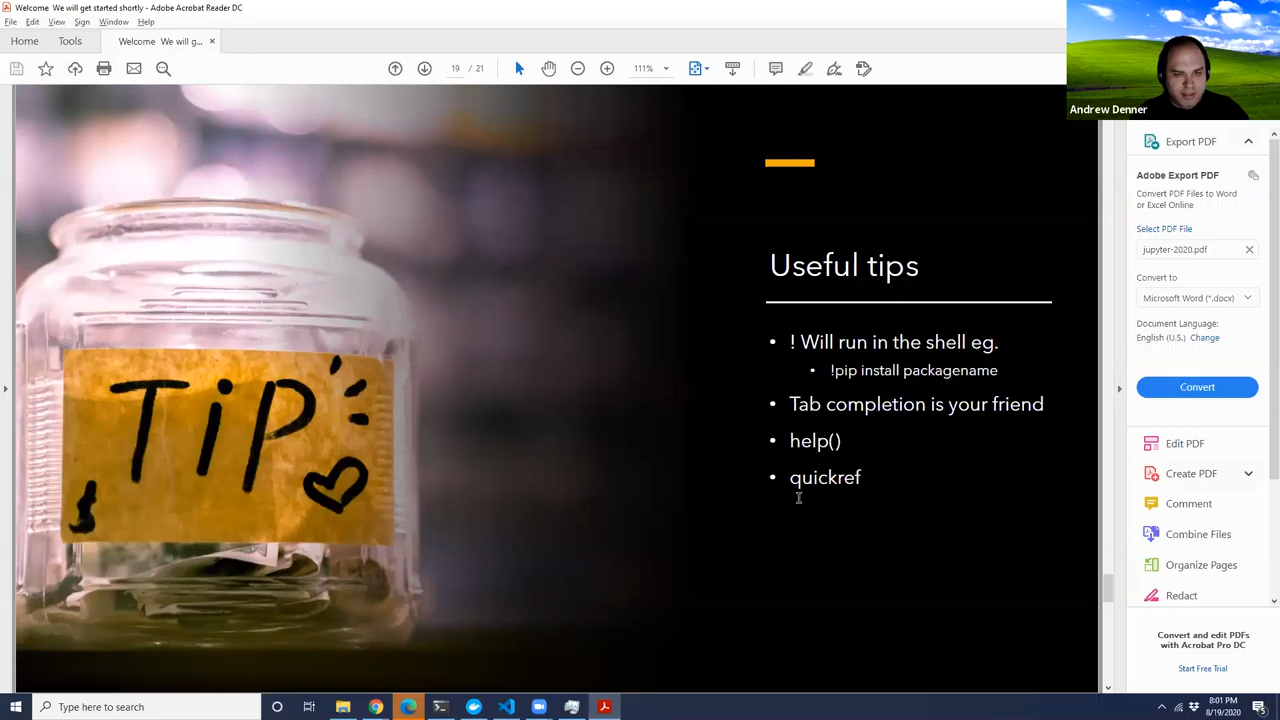 Welcome We will get started shortly - Adobe Acrobat Reader DC
File Edit View Sign Window Help
Home Tools Welcome We will g... ×
19 / 21 111%
Andrew Denner
Export PDF
Adobe Export PDF
Convert PDF Files to Word
or Excel Online
Select PDF File
jupyter-2020.pdf
Convert to
Microsoft Word (*.docx)
Document Language:
English (U.S.) Change
Convert
Edit PDF
Create PDF
Comment
Combine Files
Organize Pages
Redact
Convert and edit PDFs
with Acrobat Pro DC
Start Free Trial
TiP
Useful tips
• ! Will run in the shell eg.
• !pip install packagename
• Tab completion is your friend
• help()
• quickref
Type here to search
8:01 PM
8/19/2020